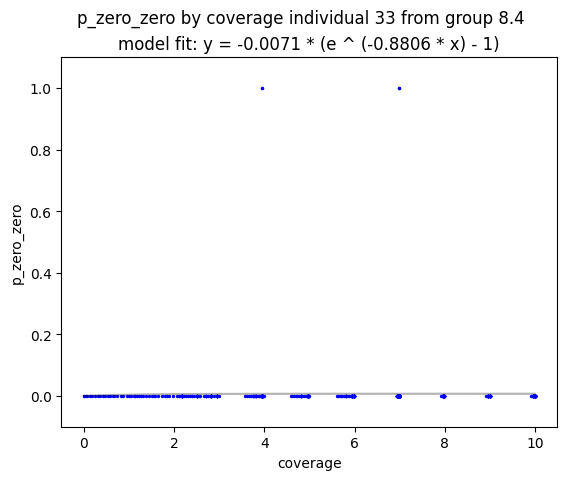 p_zero_zero by coverage individual 33 from group 8.4
model fit: y = -0.0071 * (e ^ (-0.8806 * x) - 1)
1.0
0.8
0.6
0.4
0.2
0.0
p_zero_zero
0 2 4 6 8 10
coverage